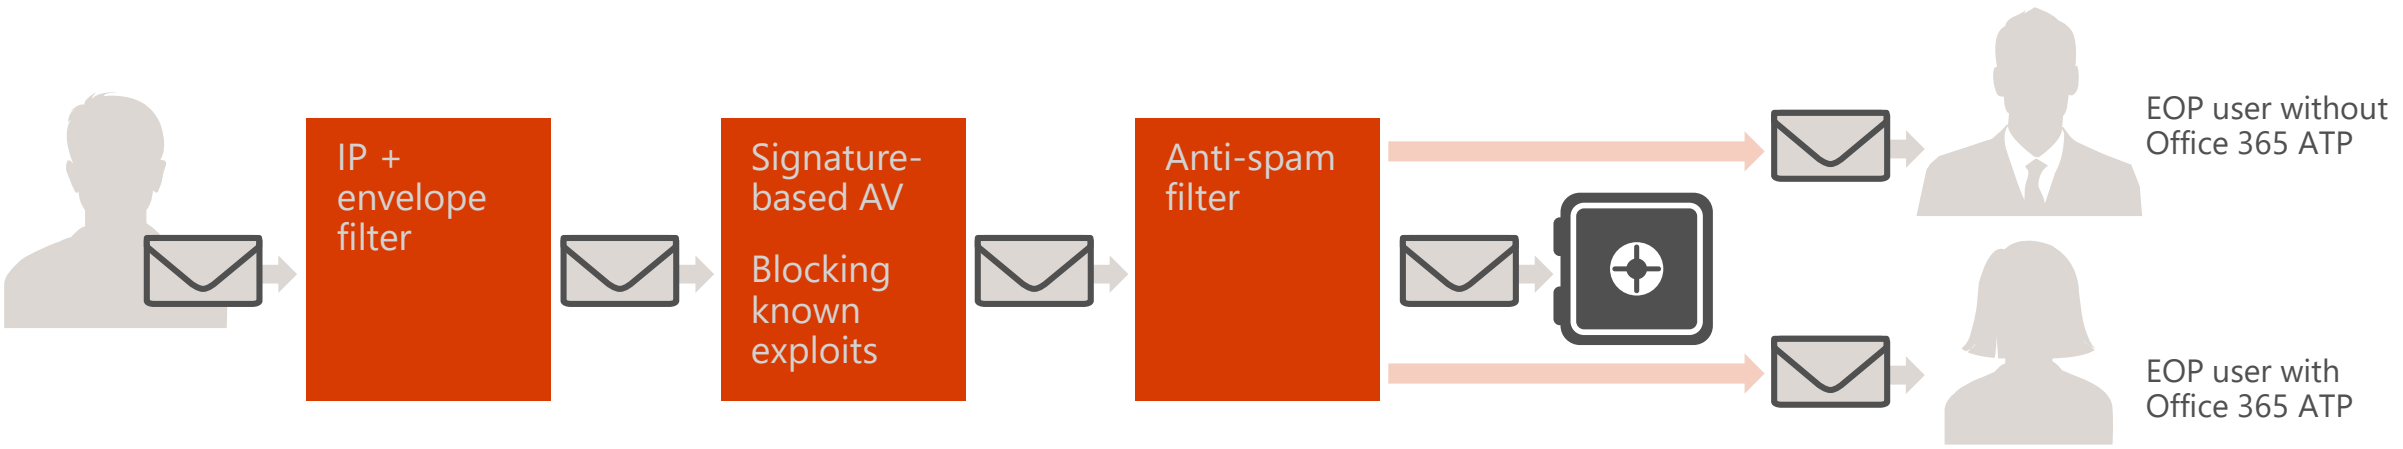 IP +
envelope
filter
Signature-
based AV
Blocking
known
exploits
Anti-spam
filter
EOP user without
Office 365 ATP
EOP user with
Office 365 ATP